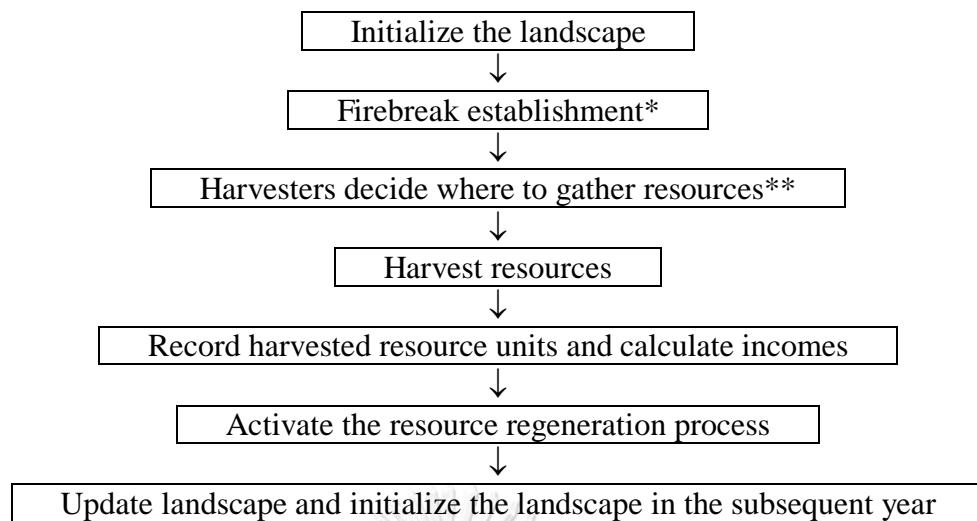 Initialize the landscape
↓
Firebreak establishment*
↓
Harvesters decide where to gather resources**
↓
Harvest resources
↓
Record harvested resource units and calculate incomes
↓
Activate the resource regeneration process
↓
Update landscape and initialize the landscape in the subsequent year